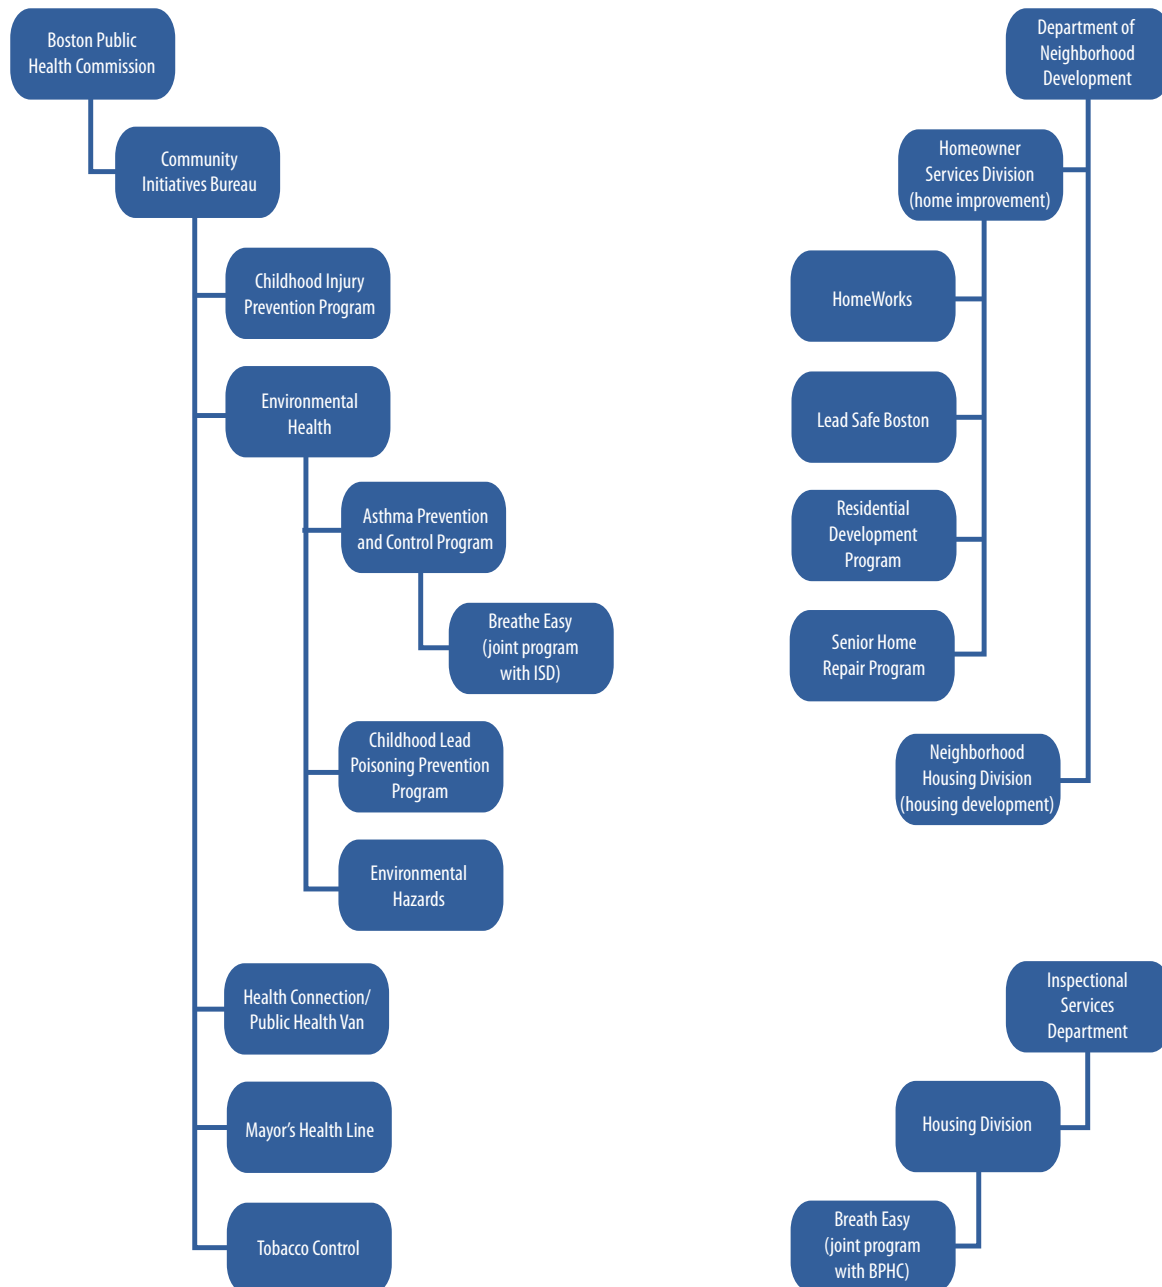 Boston Public
Health Commission
Community
Initiatives Bureau
Childhood Injury
Prevention Program
Environmental
Health
Asthma Prevention
and Control Program
Breathe Easy
(joint program
with ISD)
Childhood Lead
Poisoning Prevention
Program
Environmental
Hazards
Health Connection/
Public Health Van
Mayor’s Health Line
Tobacco Control
Department of
Neighborhood
Development
Homeowner
Services Division
(home improvement)
HomeWorks
Lead Safe Boston
Residential
Development
Program
Senior Home
Repair Program
Neighborhood
Housing Division
(housing development)
Inspectional
Services
Department
Housing Division
Breath Easy
(joint program
with BPHC)